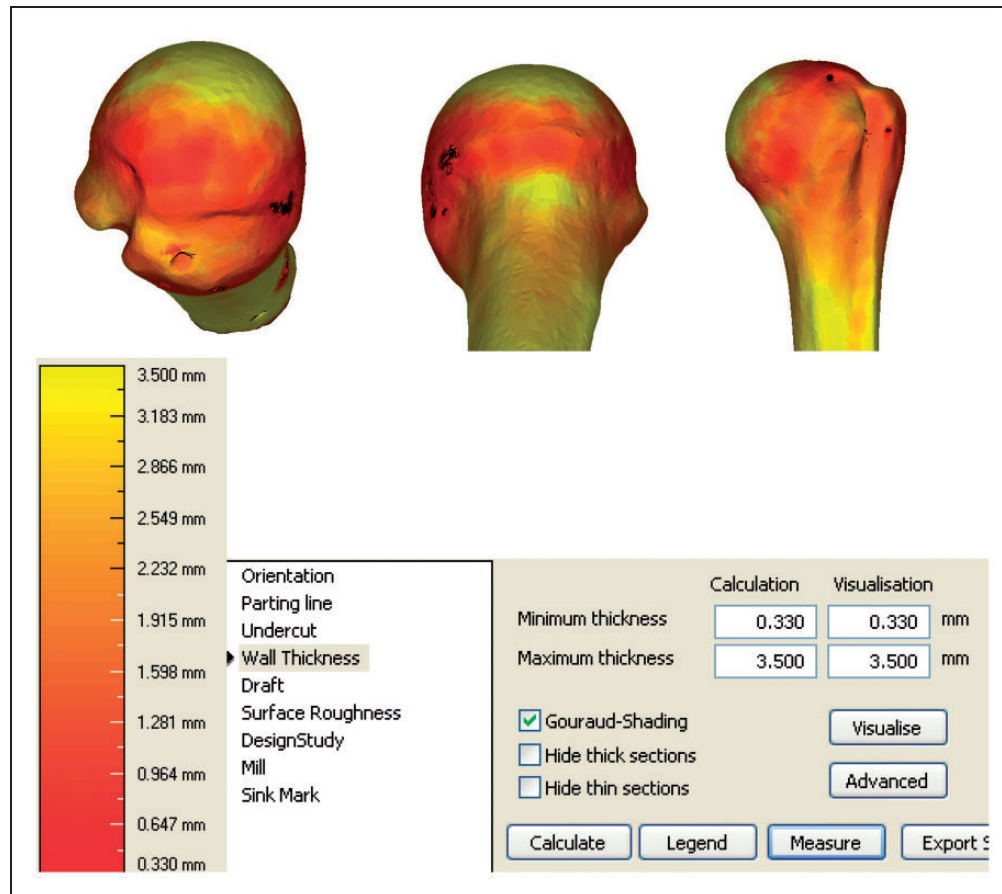 3.500 mm
3.183 mm
2.866 mm
2.549 mm
2.232 mm
1.915 mm
1.598 mm
1.281 mm
0.964 mm
0.647 mm
0.330 mm
Orientation
Parting line
Undercut
Wall Thickness
Draft
Surface Roughness
DesignStudy
Mill
Sink Mark
Calculation Visualisation
Minimum thickness 0.330 0.330 mm
Maximum thickness 3.500 3.500 mm
Gouraud-Shading
Hide thick sections
Hide thin sections
Visualise
Advanced
Calculate Legend Measure Export S